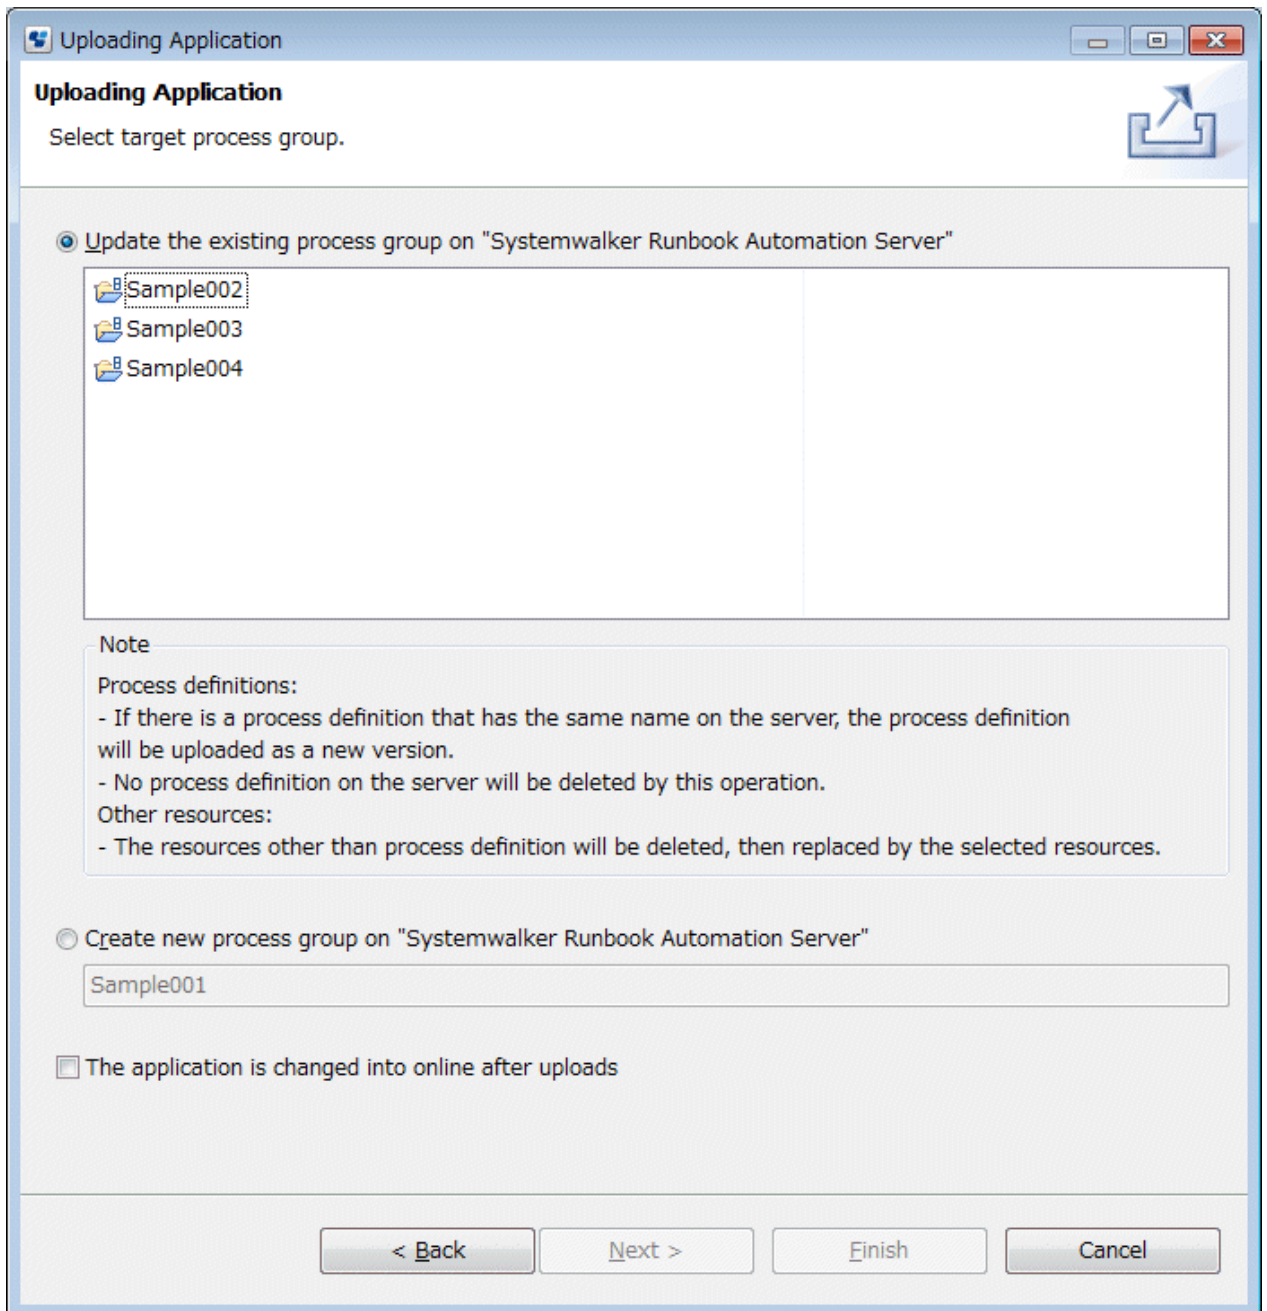 Uploading Application
Uploading Application
Select target process group.
Update the existing process group on "Systemwalker Runbook Automation Server"
Sample002
Sample003
Sample004
Note
Process definitions:
- If there is a process definition that has the same name on the server, the process definition
will be uploaded as a new version.
- No process definition on the server will be deleted by this operation.
Other resources:
- The resources other than process definition will be deleted, then replaced by the selected resources.
Create new process group on "Systemwalker Runbook Automation Server"
Sample001
The application is changed into online after uploads
< Back
Next >
Finish
Cancel